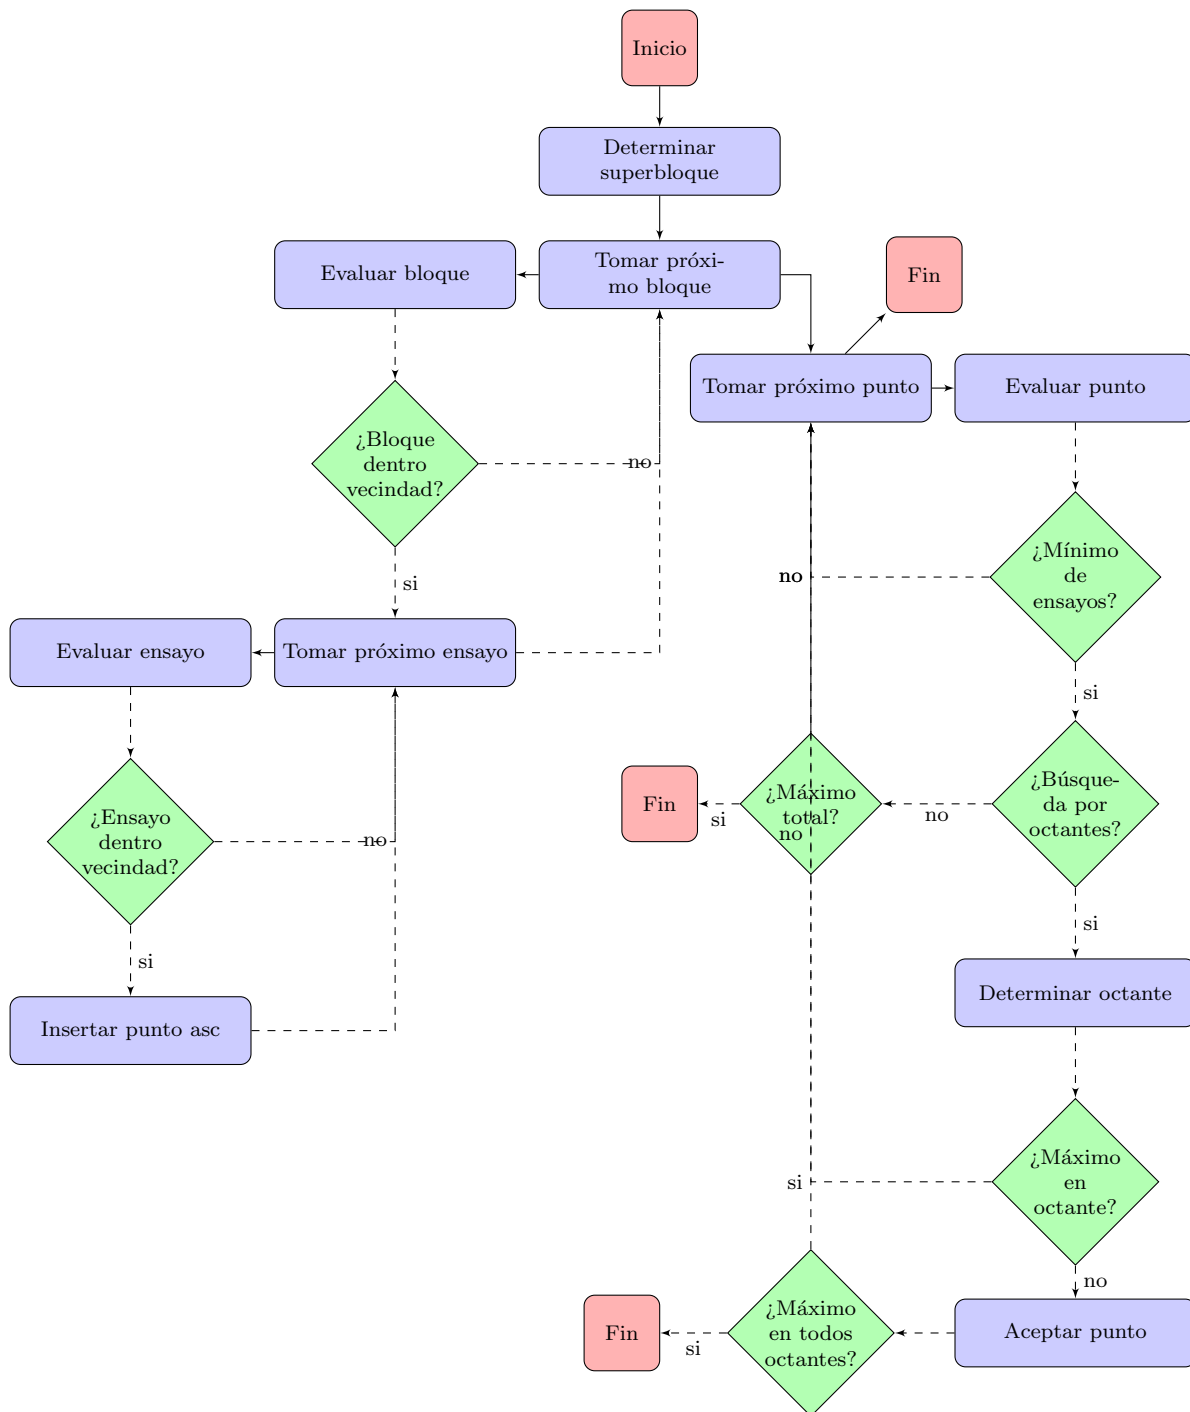 Inicio
Determinar
superbloque
Evaluar bloque
Tomar próxi-
mo bloque
Fin
Tomar próximo punto
Evaluar punto
¿Bloque
dentro
vecindad?
no
¿Mínimo
de
ensayos?
no
si
Evaluar ensayo
Tomar próximo ensayo
si
¿Ensayo
dentro
vecindad?
no
Fin
si
¿Máximo
total?
no
no
¿Búsque-
da por
octantes?
si
si
Insertar punto asc
Determinar octante
si
¿Máximo
en
octante?
no
Fin
si
¿Máximo
en todos
octantes?
Aceptar punto